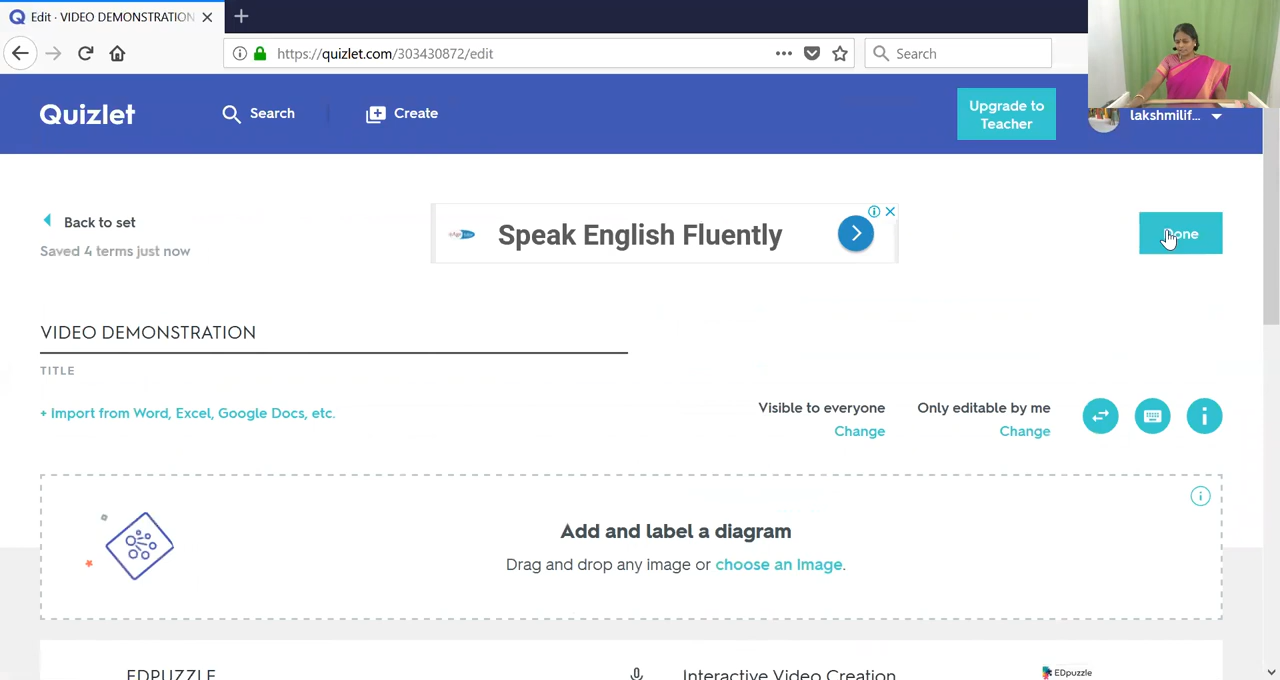 Edit · VIDEO DEMONSTRATION
https://quizlet.com/303430872/edit
Search
Quizlet
Search
Create
Upgrade to
Teacher
lakshmilif...
Back to set
Saved 4 terms just now
Speak English Fluently
Done
VIDEO DEMONSTRATION
TITLE
+ Import from Word, Excel, Google Docs, etc.
Visible to everyone
Change
Only editable by me
Change
Add and label a diagram
Drag and drop any image or choose an image.
EDPUZZLE
Interactive Video Creation
EDpuzzle